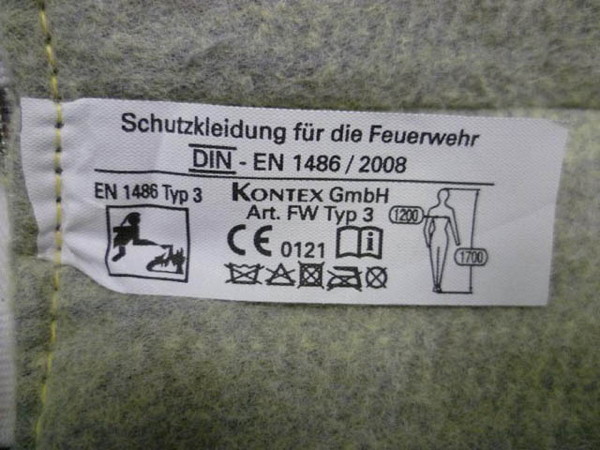 Schutzkleidung für die Feuerwehr
DIN - EN 1486 / 2008
EN 1486 Typ 3
KONTEX GmbH
Art. FW Typ 3
CE 0121
1200
1700